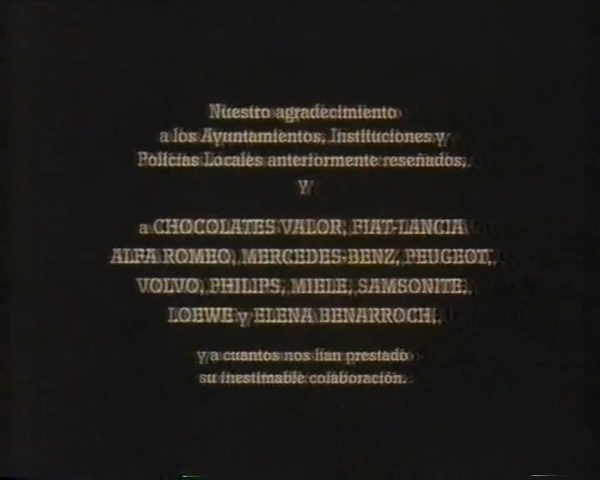 Nuestro agradecimiento
a los Ayuntamientos, Instituciones y
Policías Locales anteriormente reseñados,
y
a CHOCOLATES VALOR, FIAT-LANCIA
ALFA ROMEO, MERCEDES-BENZ, PEUGEOT,
VOLVO, PHILIPS, MIELE, SAMSONITE,
LOEWE y ELENA BENARROCH,
y a cuantos nos han prestado
su inestimable colaboración.